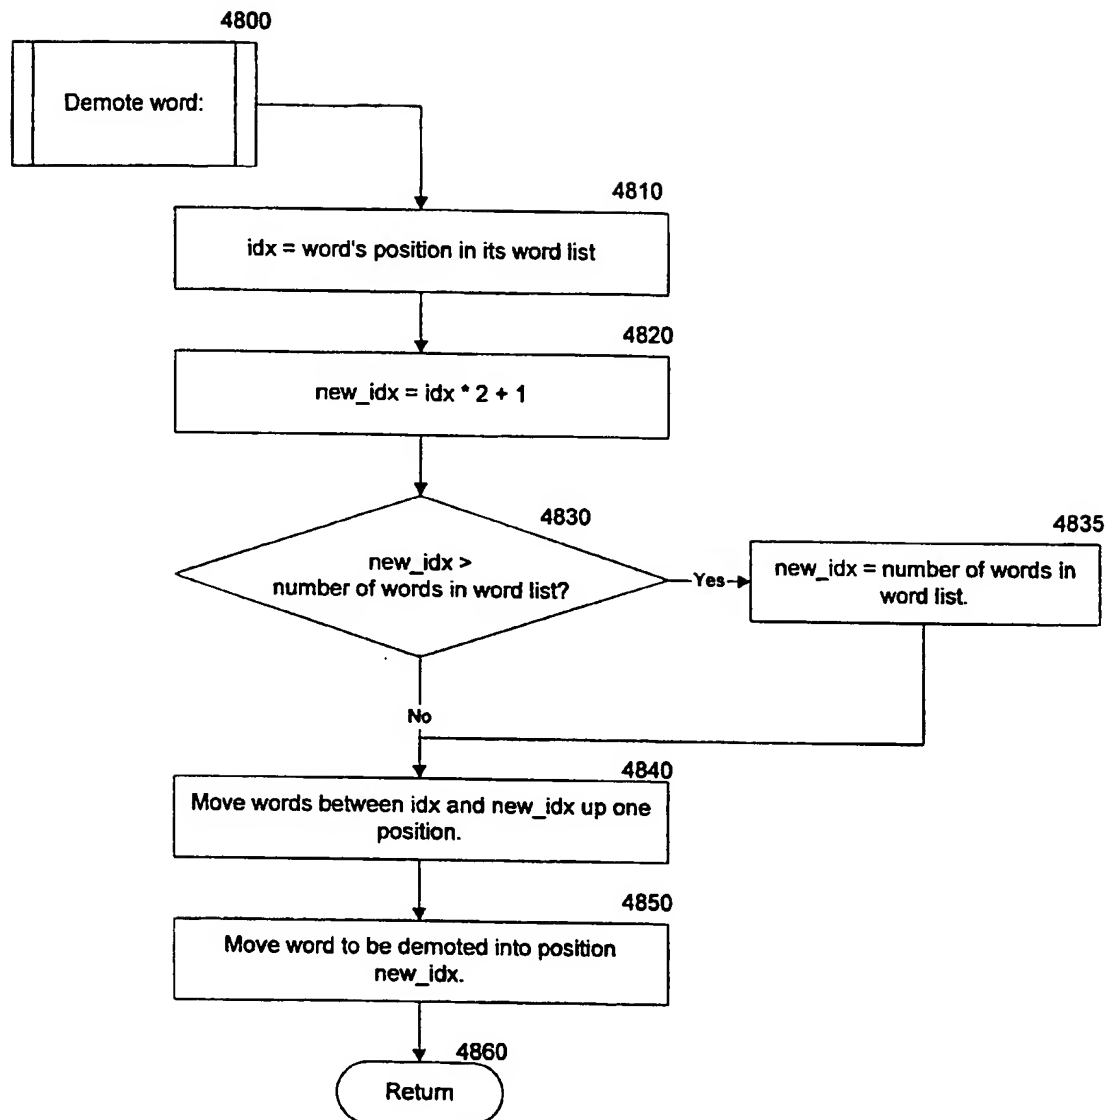 4800
Demote word:
4810
idx = word's position in its word list
4820
new_idx = idx * 2 + 1
4830
new_idx >
number of words in word list?
Yes
4835
new_idx = number of words in
word list.
No
4840
Move words between idx and new_idx up one
position.
4850
Move word to be demoted into position
new_idx.
4860
Return